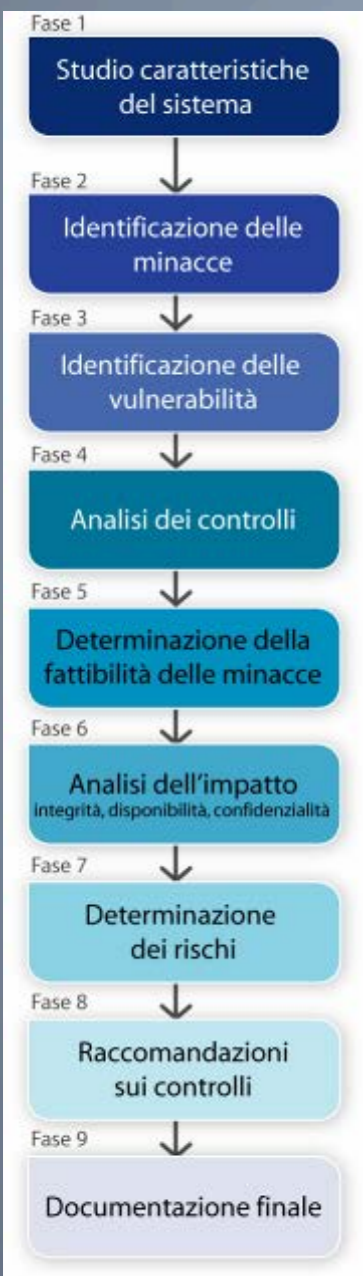 Fase 1
Studio caratteristiche
del sistema
Fase 2
Identificazione delle
minacce
Fase 3
Identificazione delle
vulnerabilità
Fase 4
Analisi dei controlli
Fase 5
Determinazione della
fattibilità delle minacce
Fase 6
Analisi dell'impatto
integrità, disponibilità, confidenzialità
Fase 7
Determinazione
dei rischi
Fase 8
Raccomandazioni
sui controlli
Fase 9
Documentazione finale